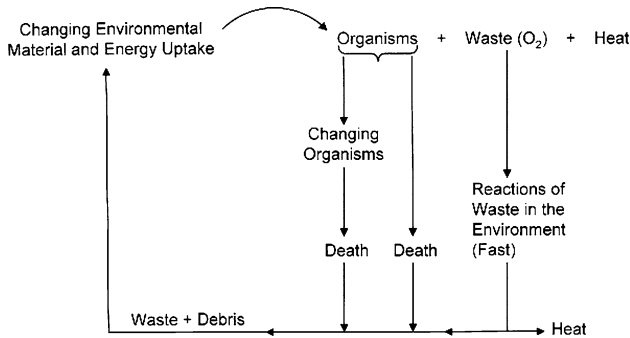 Changing Environmental
Material and Energy Uptake
Organisms + Waste (O₂) + Heat
Changing
Organisms
Reactions of
Waste in the
Environment
(Fast)
Death
Death
Waste + Debris
Heat